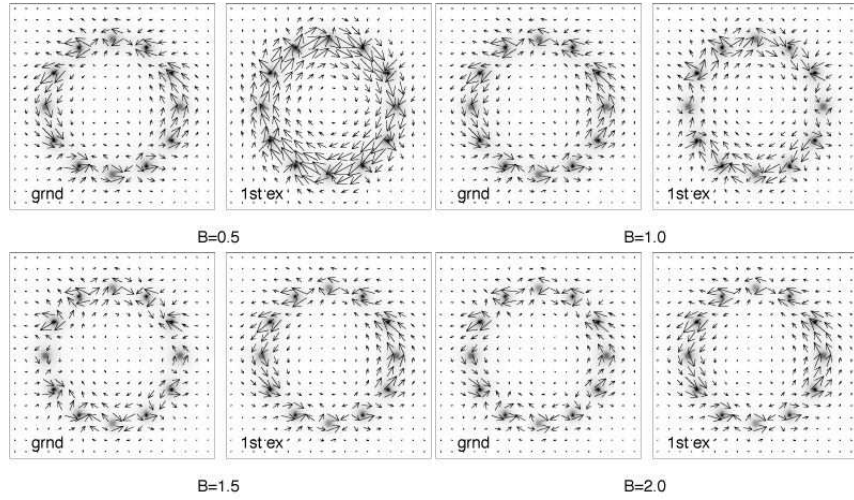 grnd
1st ex
grnd
1st ex
B=0.5
B=1.0
grnd
1st ex
grnd
1st ex
B=1.5
B=2.0